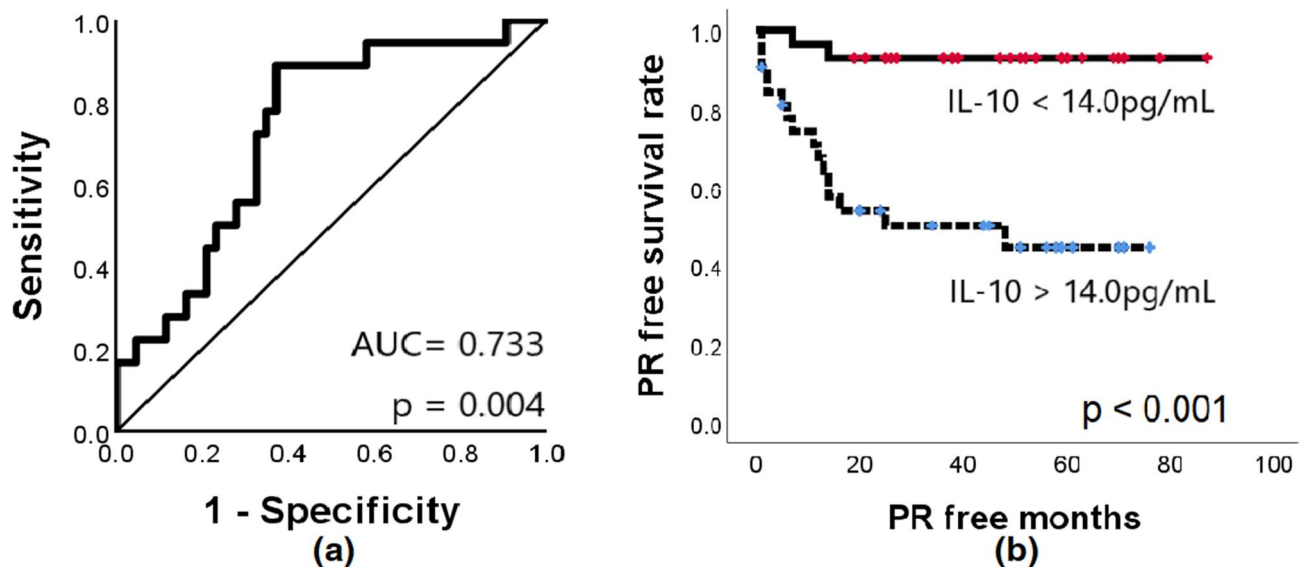 1.0
0.8
0.6
0.4
0.2
0.0
Sensitivity
0.0 0.2 0.4 0.6 0.8 1.0
1 - Specificity
AUC= 0.733
p = 0.004
(a)
1.0
0.8
0.6
0.4
0.2
0.0
PR free survival rate
IL-10 < 14.0pg/mL
IL-10 > 14.0pg/mL
p < 0.001
0 20 40 60 80 100
PR free months
(b)